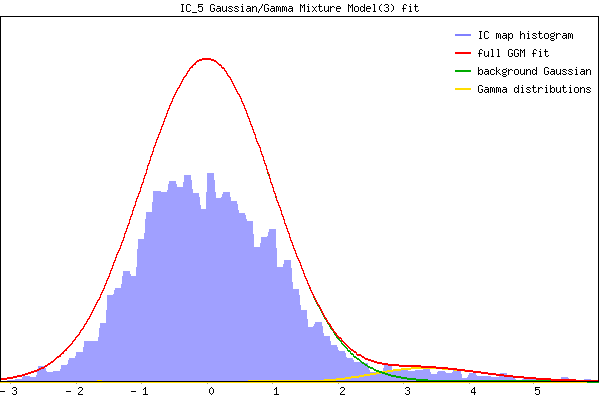 IC_5 Gaussian/Gamma Mixture Model(3) fit
IC map histogram
full GGM fit
background Gaussian
Gamma distributions
-3 -2 -1 0 1 2 3 4 5